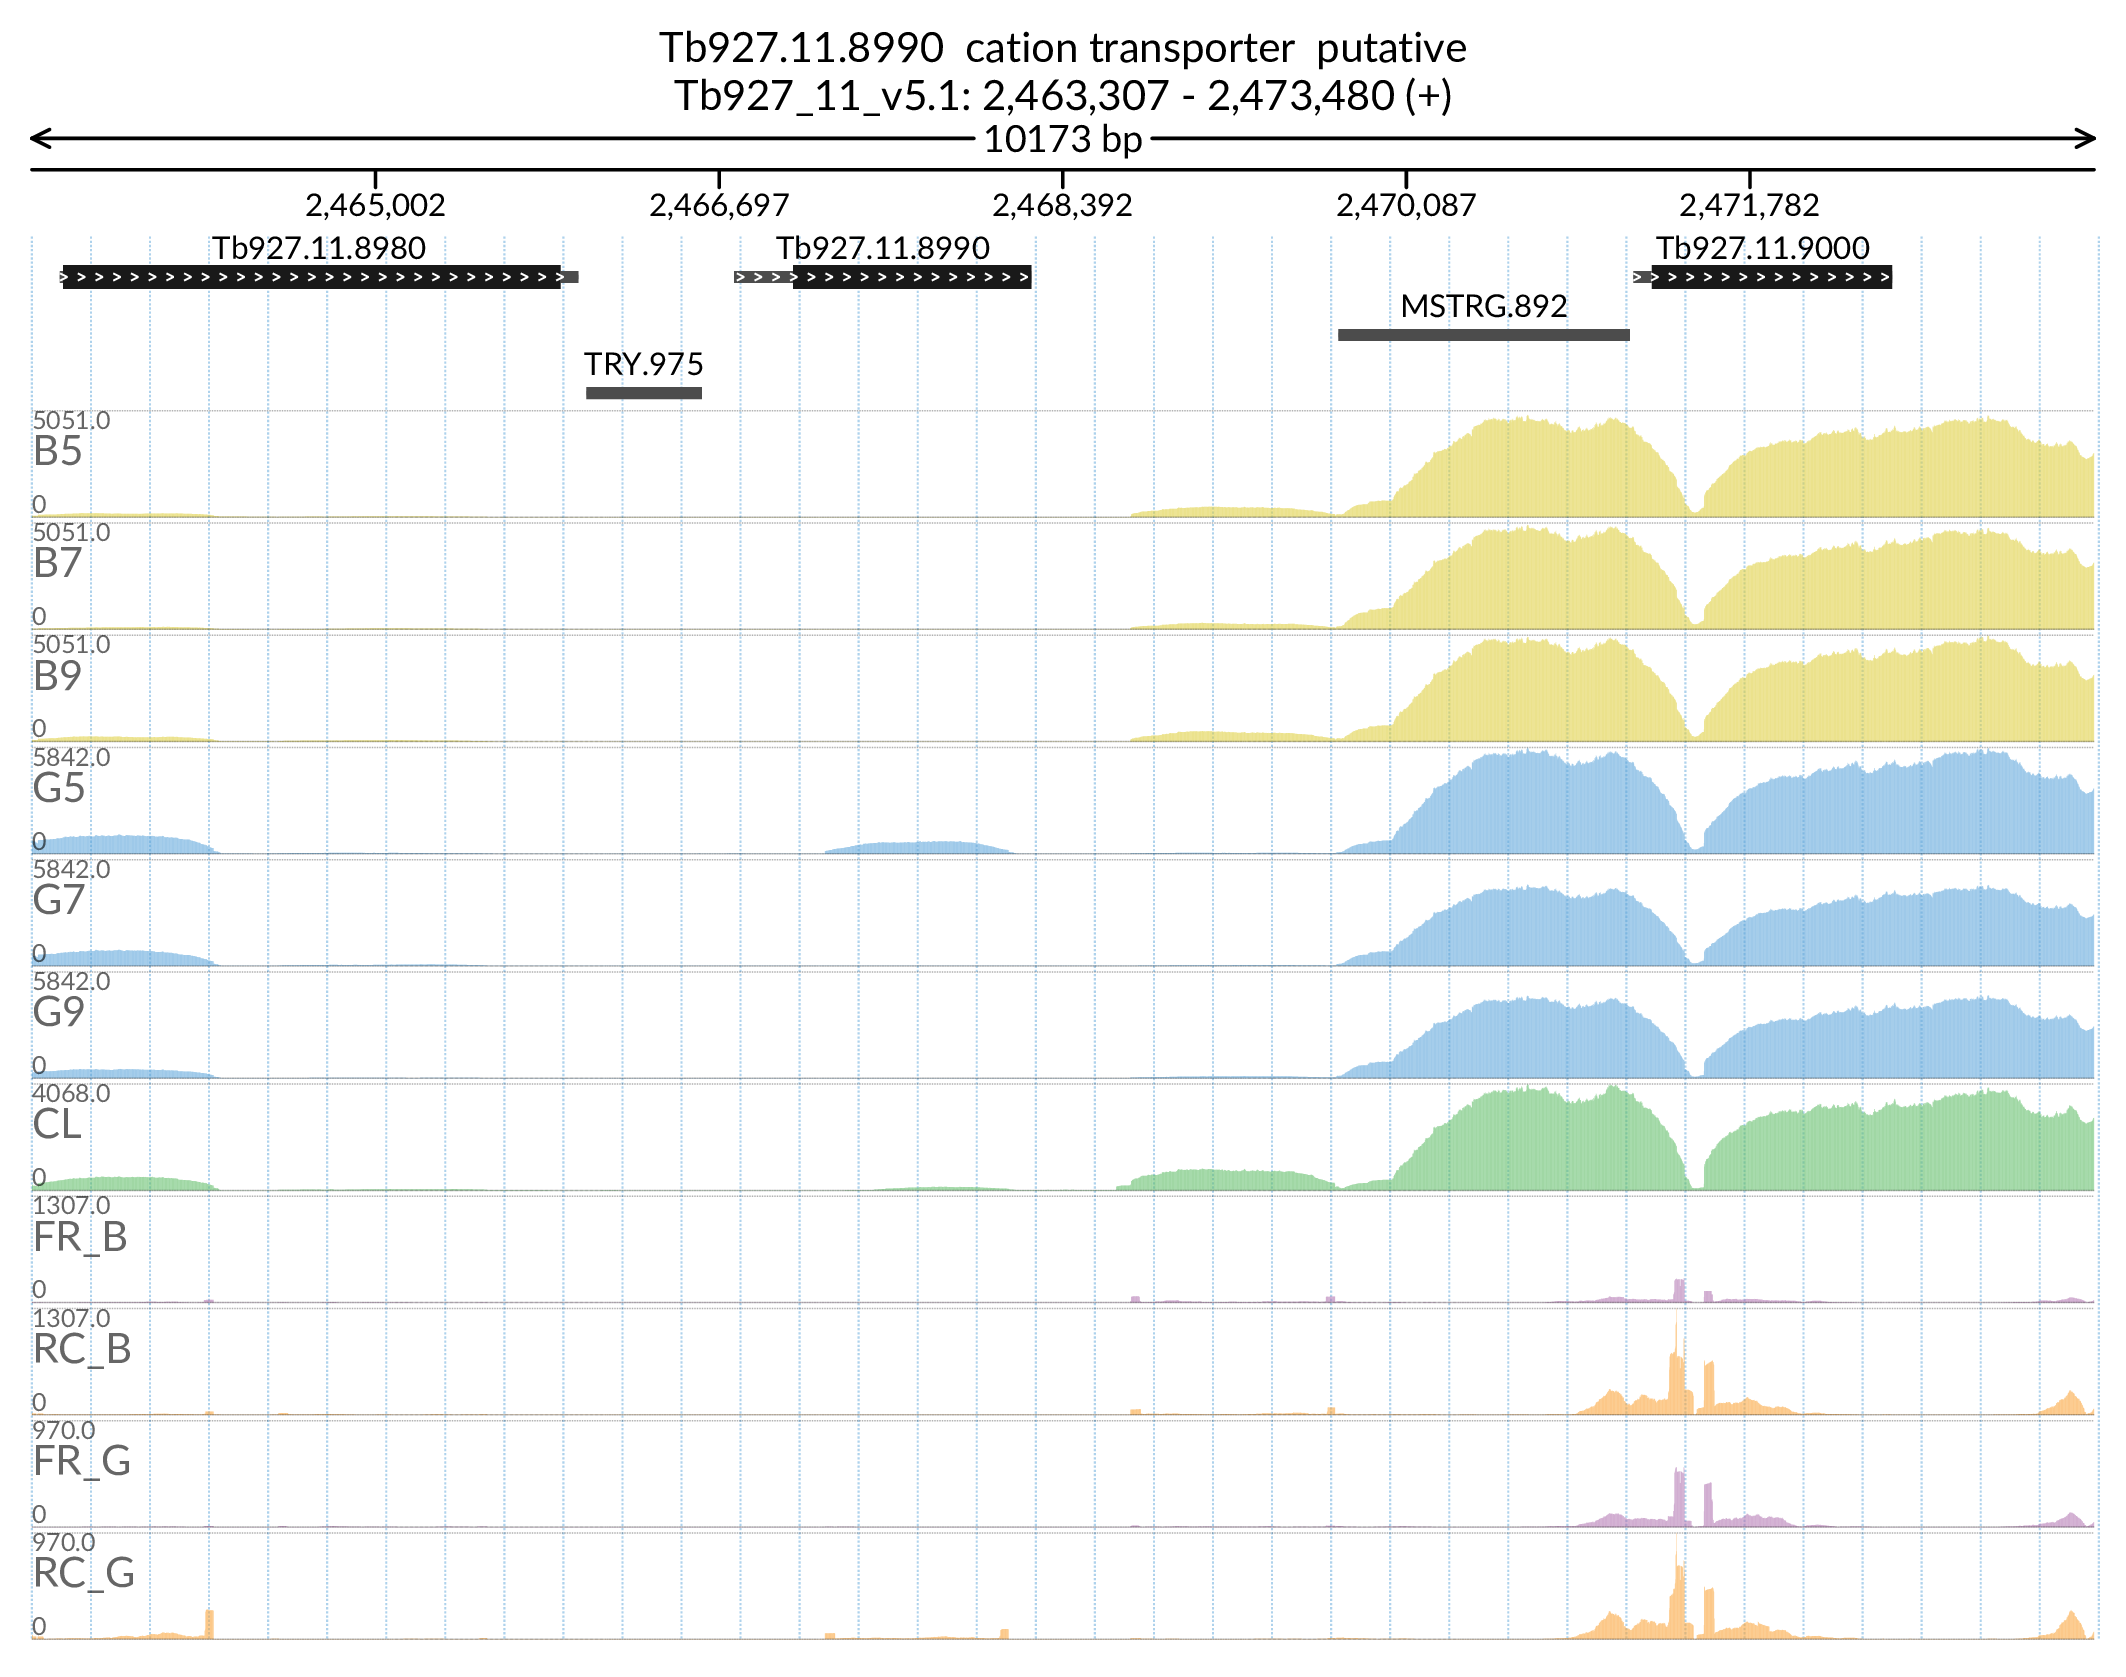 Tb927.11.8990  cation transporter  putative
Tb927_11_v5.1: 2,463,307 - 2,473,480 (+)
10173 bp
2,465,002 2,466,697 2,468,392 2,470,087 2,471,782
Tb927.11.8980 Tb927.11.8990 Tb927.11.9000
MSTRG.892
TRY.975
5051.0
B5
0
5051.0
B7
0
5051.0
B9
0
5842.0
G5
0
5842.0
G7
0
5842.0
G9
0
4068.0
CL
0
1307.0
FR_B
0
1307.0
RC_B
0
970.0
FR_G
0
970.0
RC_G
0